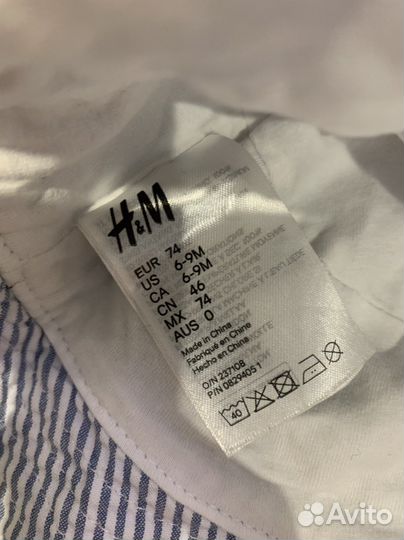 H&M
EUR 74
US 6-9M
CA 6-9M
CN 46
MX 74
AUS 0
Made in China
Fabriqué en Chine
Hecho en China
O/N 237108
P/N 0829405 1
40
Avito